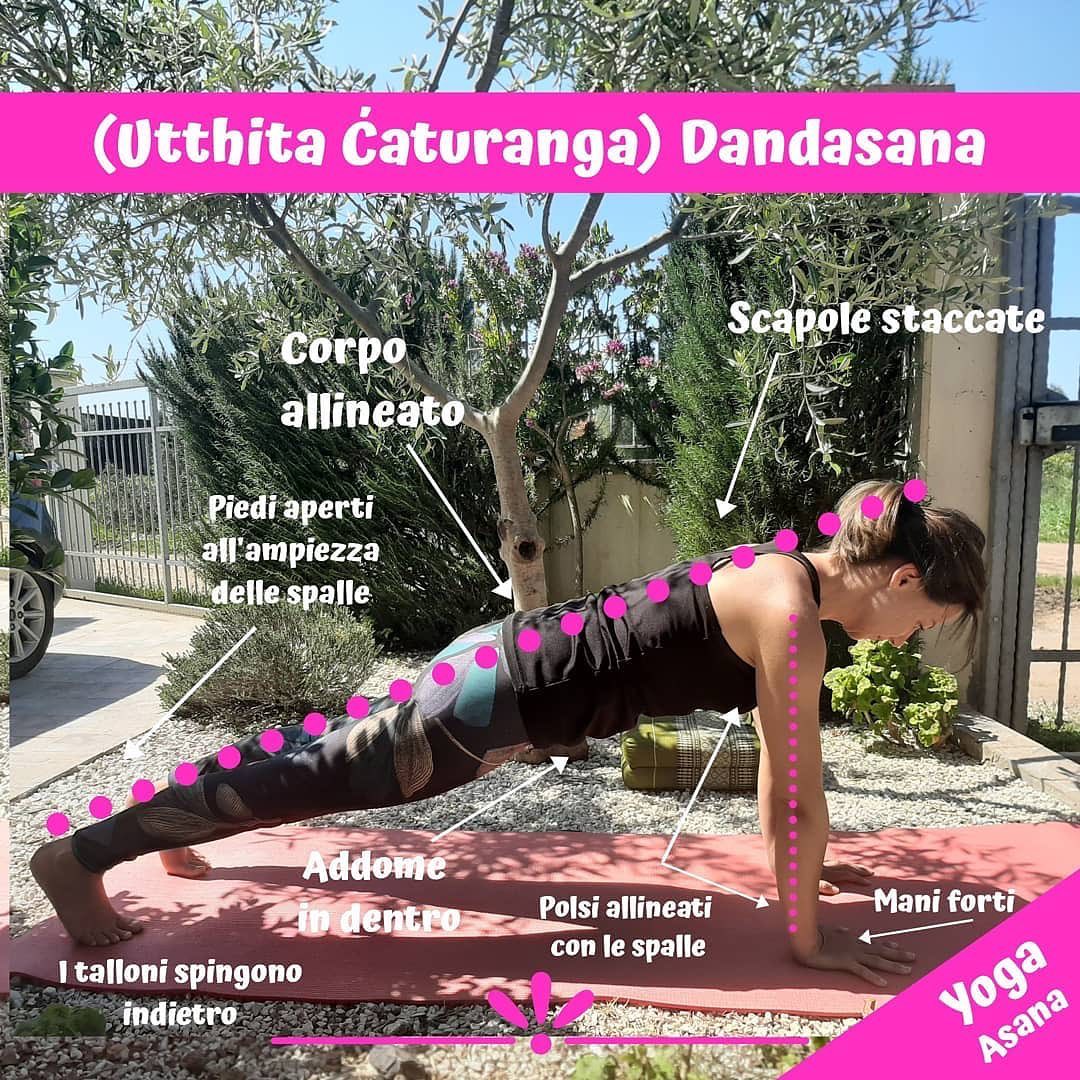 (Utthita Ćaturanga) Dandasana
Scapole staccate
Corpo
allineato
Piedi aperti
all'ampiezza
delle spalle
Addome
in dentro
Polsi allineati
con le spalle
Mani forti
I talloni spingono
indietro
Yoga
Asana